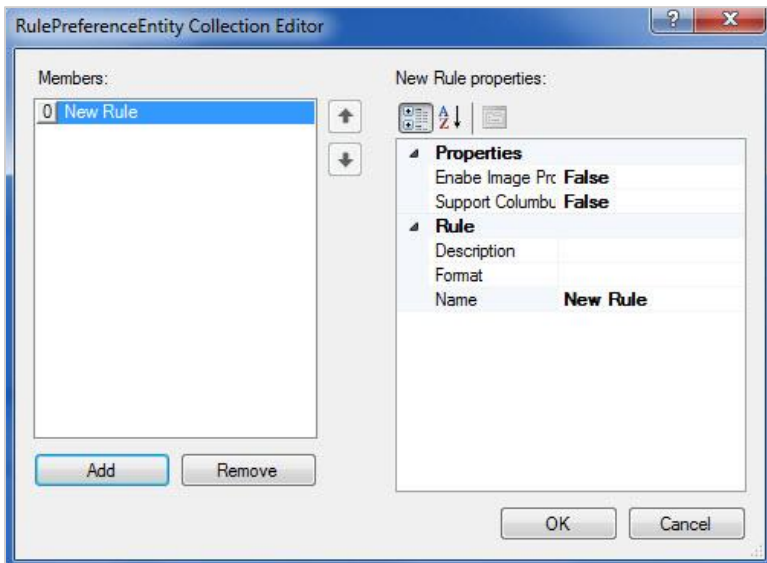 RulePreferenceEntity Collection Editor
?
X
Members:
0 New Rule
Add
Remove
New Rule properties:
A
Z
Properties
Enabe Image Prc False
Support Columbu False
Rule
Description
Format
Name New Rule
OK
Cancel